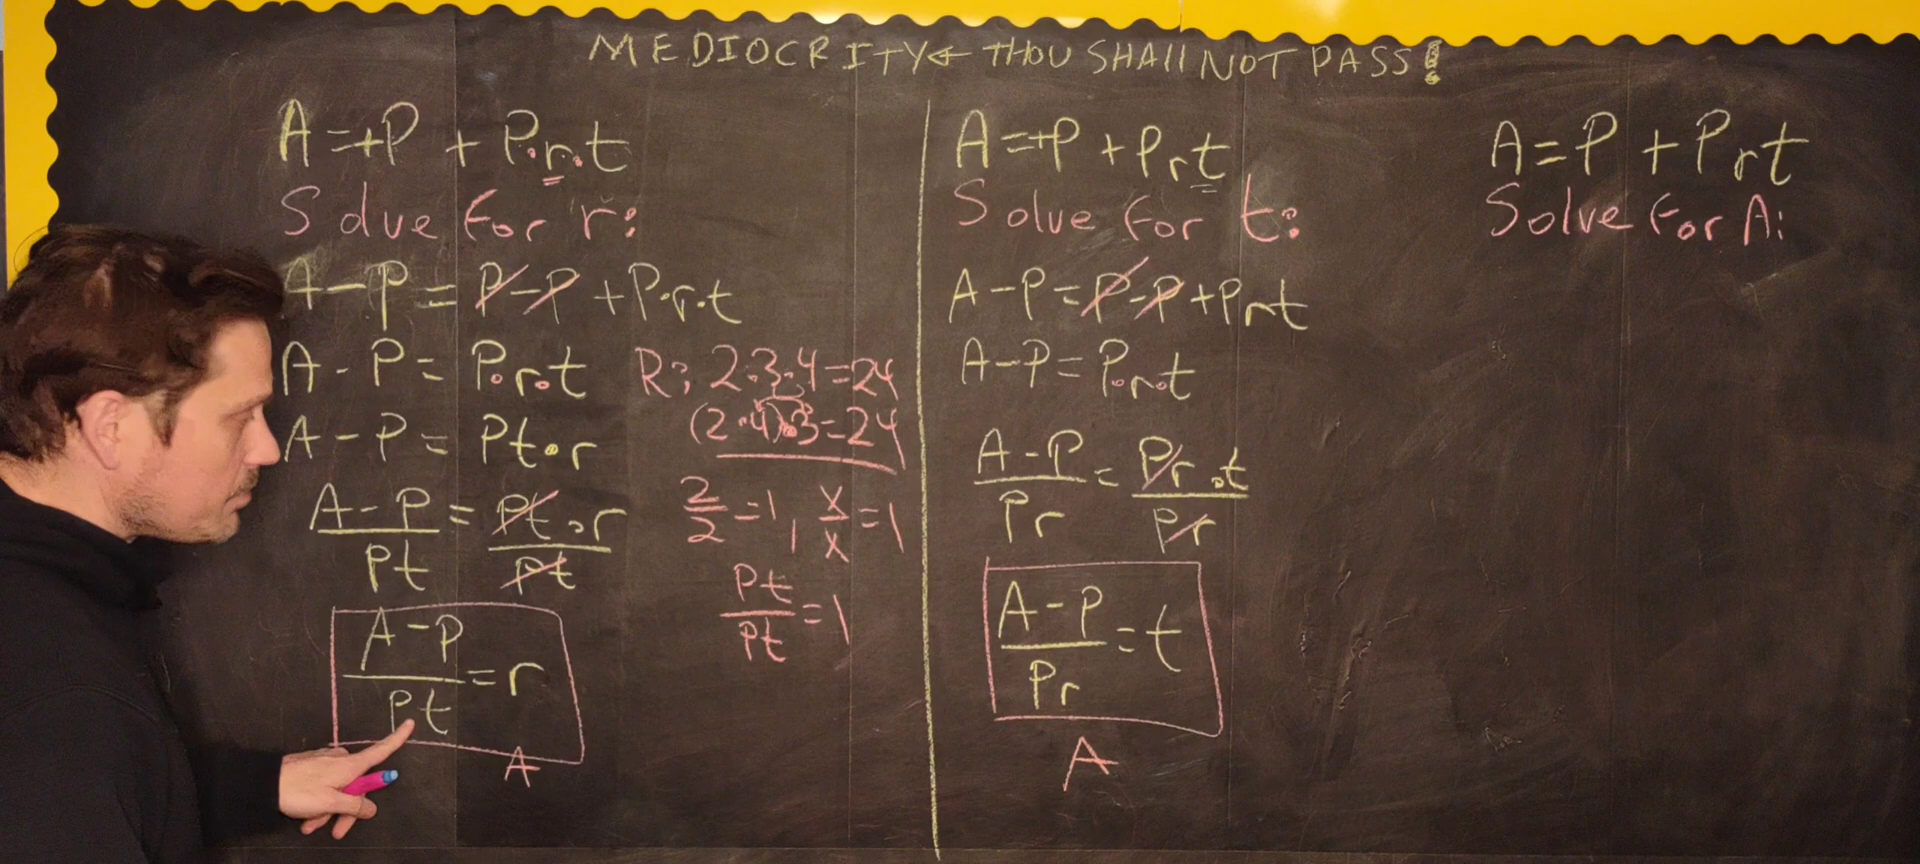 MEDIOCRITY← THOU SHAll NOT PASS!
A=+P + P·r·t
Solve for r:
A-P = P-P +P·r·t
A-P = P·r·t
A-P = Pt·r
A-P/Pt = Pt·r/Pt
A-P/Pt = r
A
R: 2·3·4=24
(2·4)·3=24
2/2=1, x/x=1
Pt/Pt=1
A=+P +Prt
Solve for t:
A-P=P-P+Prt
A-P=P·r·t
A-P/Pr = Pr·t/Pr
A-P/Pr = t
A
A=P + Prt
Solve for A: